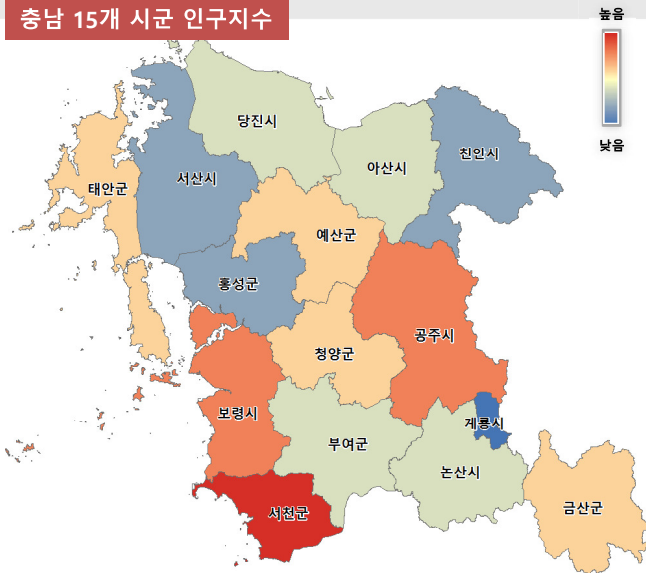 충남 15개 시군 인구지수
높음
낮음
당진시
아산시
천안시
서산시
태안군
예산군
홍성군
공주시
청양군
보령시
계룡시
부여군
논산시
서천군
금산군